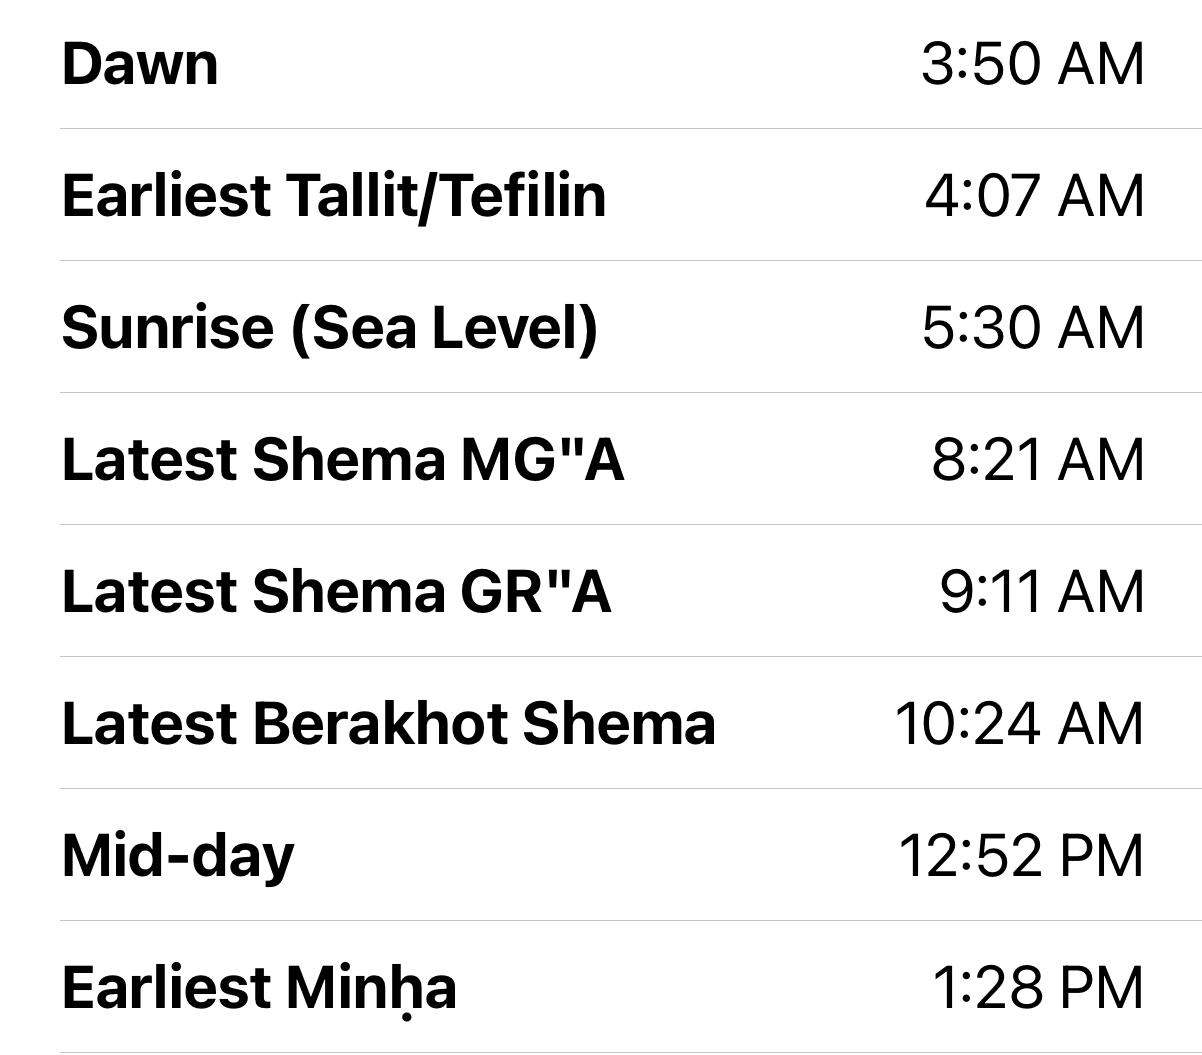 Dawn 3:50 AM
Earliest Tallit/Tefilin 4:07 AM
Sunrise (Sea Level) 5:30 AM
Latest Shema MG"A 8:21 AM
Latest Shema GR"A 9:11 AM
Latest Berakhot Shema 10:24 AM
Mid-day 12:52 PM
Earliest Minḥa 1:28 PM